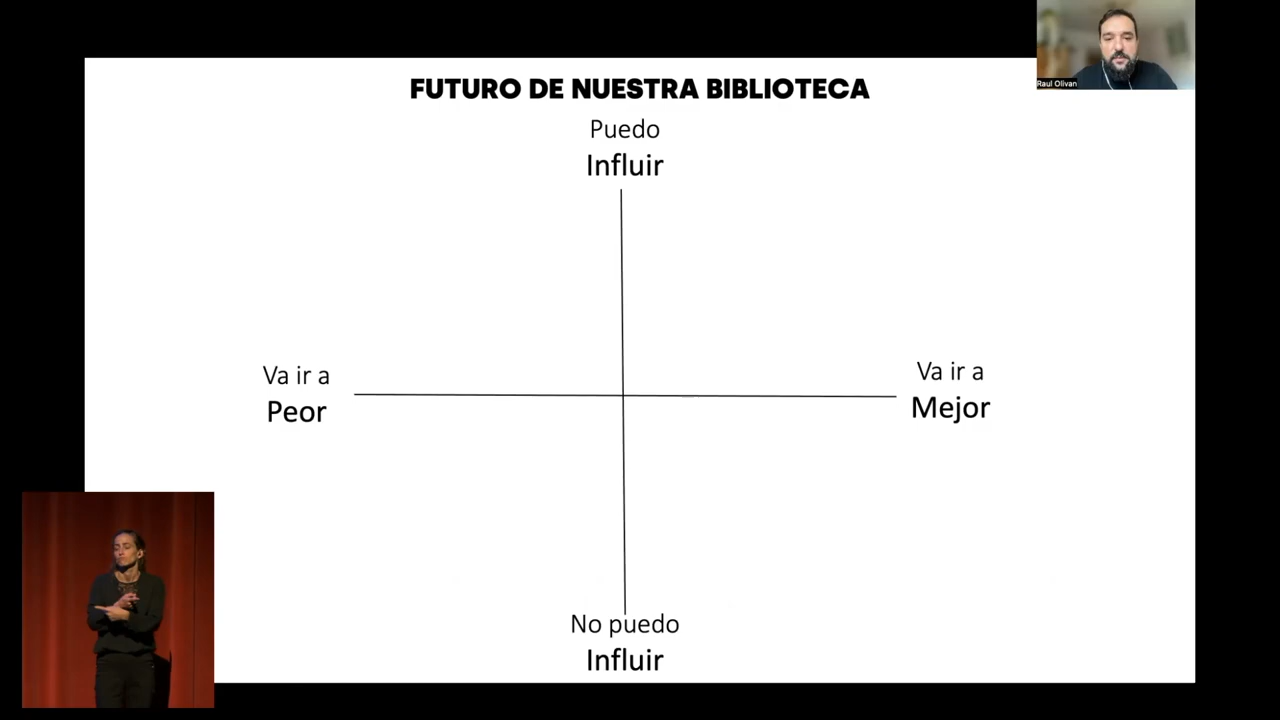 Raul Olivan
FUTURO DE NUESTRA BIBLIOTECA
Puedo
Influir
Va ir a
Peor
Va ir a
Mejor
No puedo
Influir